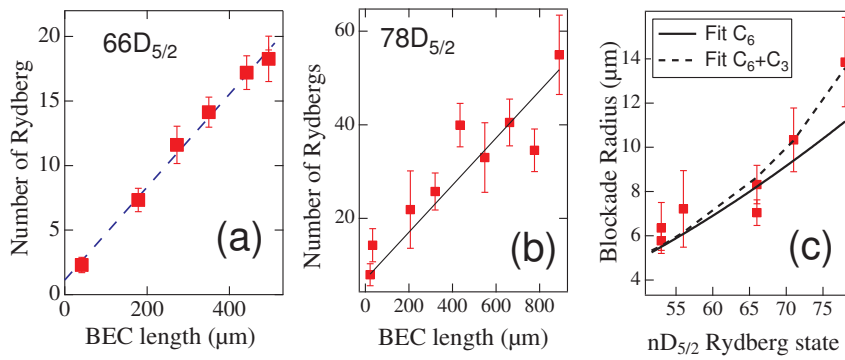 20
15
10
5
0
0
200
400
Number of Rydberg
BEC length (µm)
66D5/2
(a)
60
40
20
0
200
400
600
800
Number of Rydbergs
BEC length (µm)
78D5/2
(b)
14
12
10
8
6
4
55
60
65
70
75
Blockade Radius (µm)
nD5/2 Rydberg state
Fit C6
Fit C6+C3
(c)